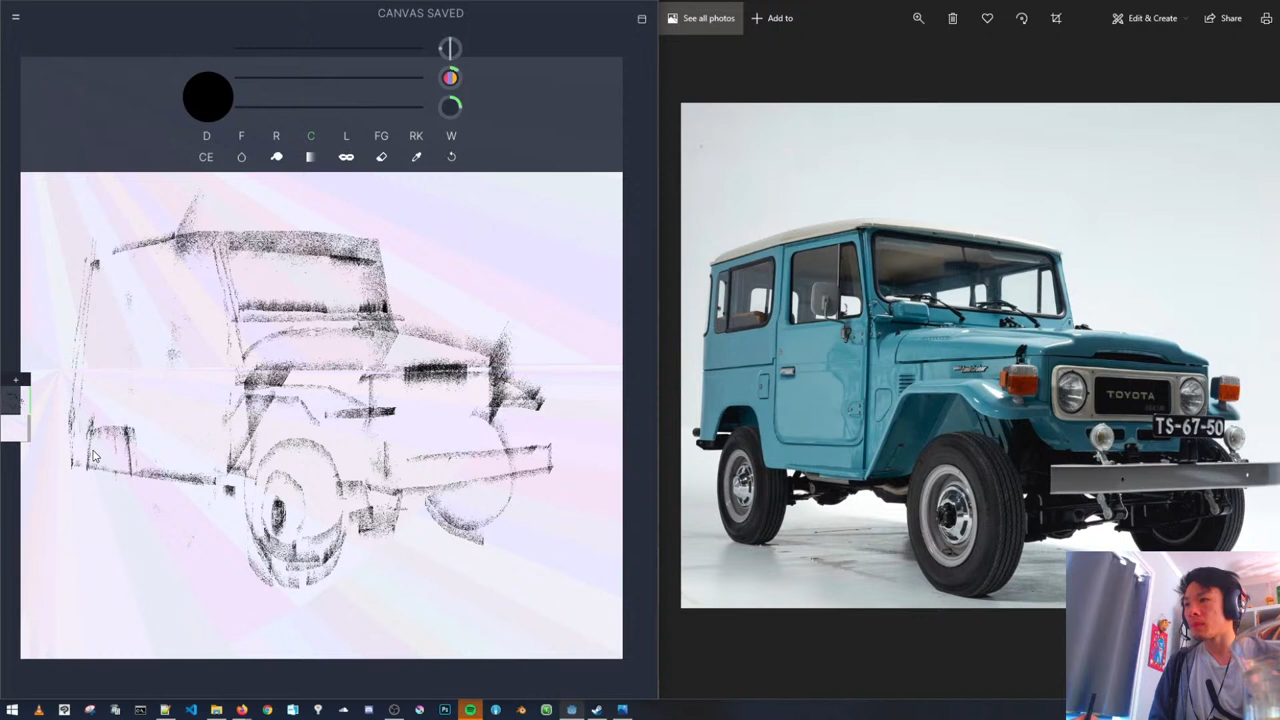 CANVAS SAVED
See all photos
Add to
Edit & Create
Share
D F R C L FG RK W
CE
TOYOTA
TS-67-50